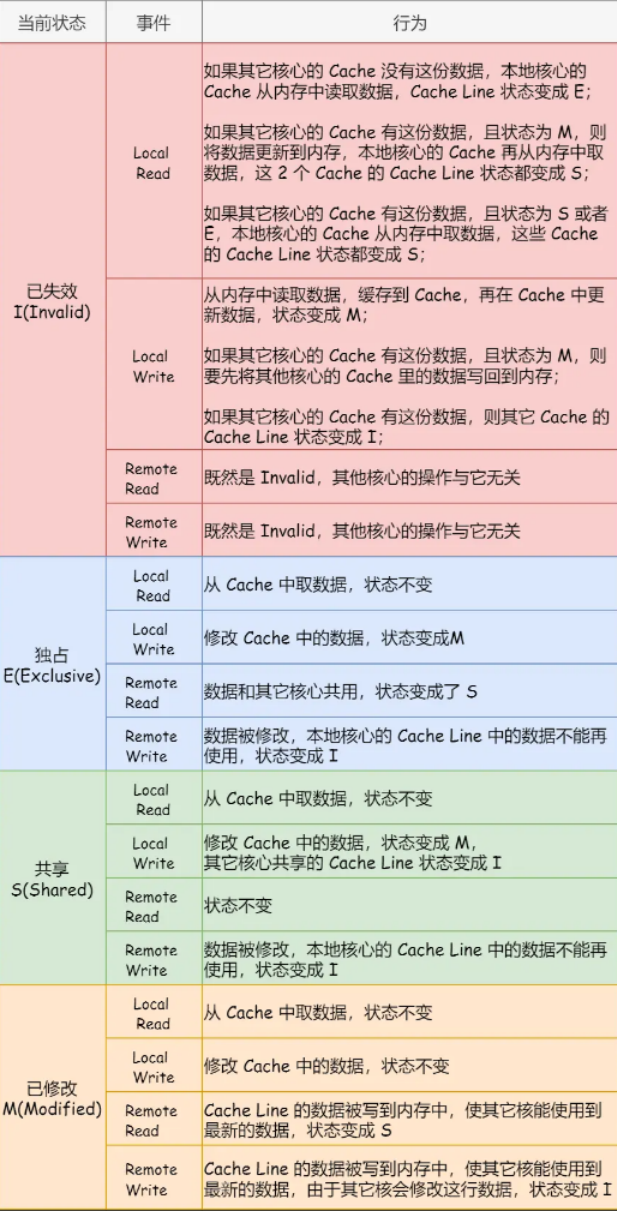 当前状态 事件 行为
已失效
I(Invalid)
Local
Read
如果其它核心的 Cache 没有这份数据，本地核心的
Cache 从内存中读取数据，Cache Line 状态变成 E；
如果其它核心的 Cache 有这份数据，且状态为 M，则
将数据更新到内存，本地核心的 Cache 再从内存中取
数据，这 2 个 Cache 的 Cache Line 状态都变成 S；
如果其它核心的 Cache 有这份数据，且状态为 S 或者
E，本地核心的 Cache 从内存中取数据，这些 Cache
的 Cache Line 状态都变成 S；
Local
Write
从内存中读取数据，缓存到 Cache，再在 Cache 中更
新数据，状态变成 M；
如果其它核心的 Cache 有这份数据，且状态为 M，则
要先将其他核心的 Cache 里的数据写回到内存；
如果其它核心的 Cache 有这份数据，则其它 Cache 的
Cache Line 状态变成 I；
Remote
Read
既然是 Invalid，其他核心的操作与它无关
Remote
Write
既然是 Invalid，其他核心的操作与它无关
独占
E(Exclusive)
Local
Read
从 Cache 中取数据，状态不变
Local
Write
修改 Cache 中的数据，状态变成M
Remote
Read
数据和其它核心共用，状态变成了 S
Remote
Write
数据被修改，本地核心的 Cache Line 中的数据不能再
使用，状态变成 I
共享
S(Shared)
Local
Read
从 Cache 中取数据，状态不变
Local
Write
修改 Cache 中的数据，状态变成 M，
其它核心共享的 Cache Line 状态变成 I
Remote
Read
状态不变
Remote
Write
数据被修改，本地核心的 Cache Line 中的数据不能再
使用，状态变成 I
已修改
M(Modified)
Local
Read
从 Cache 中取数据，状态不变
Local
Write
修改 Cache 中的数据，状态不变
Remote
Read
Cache Line 的数据被写到内存中，使其它核能使用到
最新的数据，状态变成 S
Remote
Write
Cache Line 的数据被写到内存中，使其它核能使用到
最新的数据，由于其它核会修改这行数据，状态变成 I